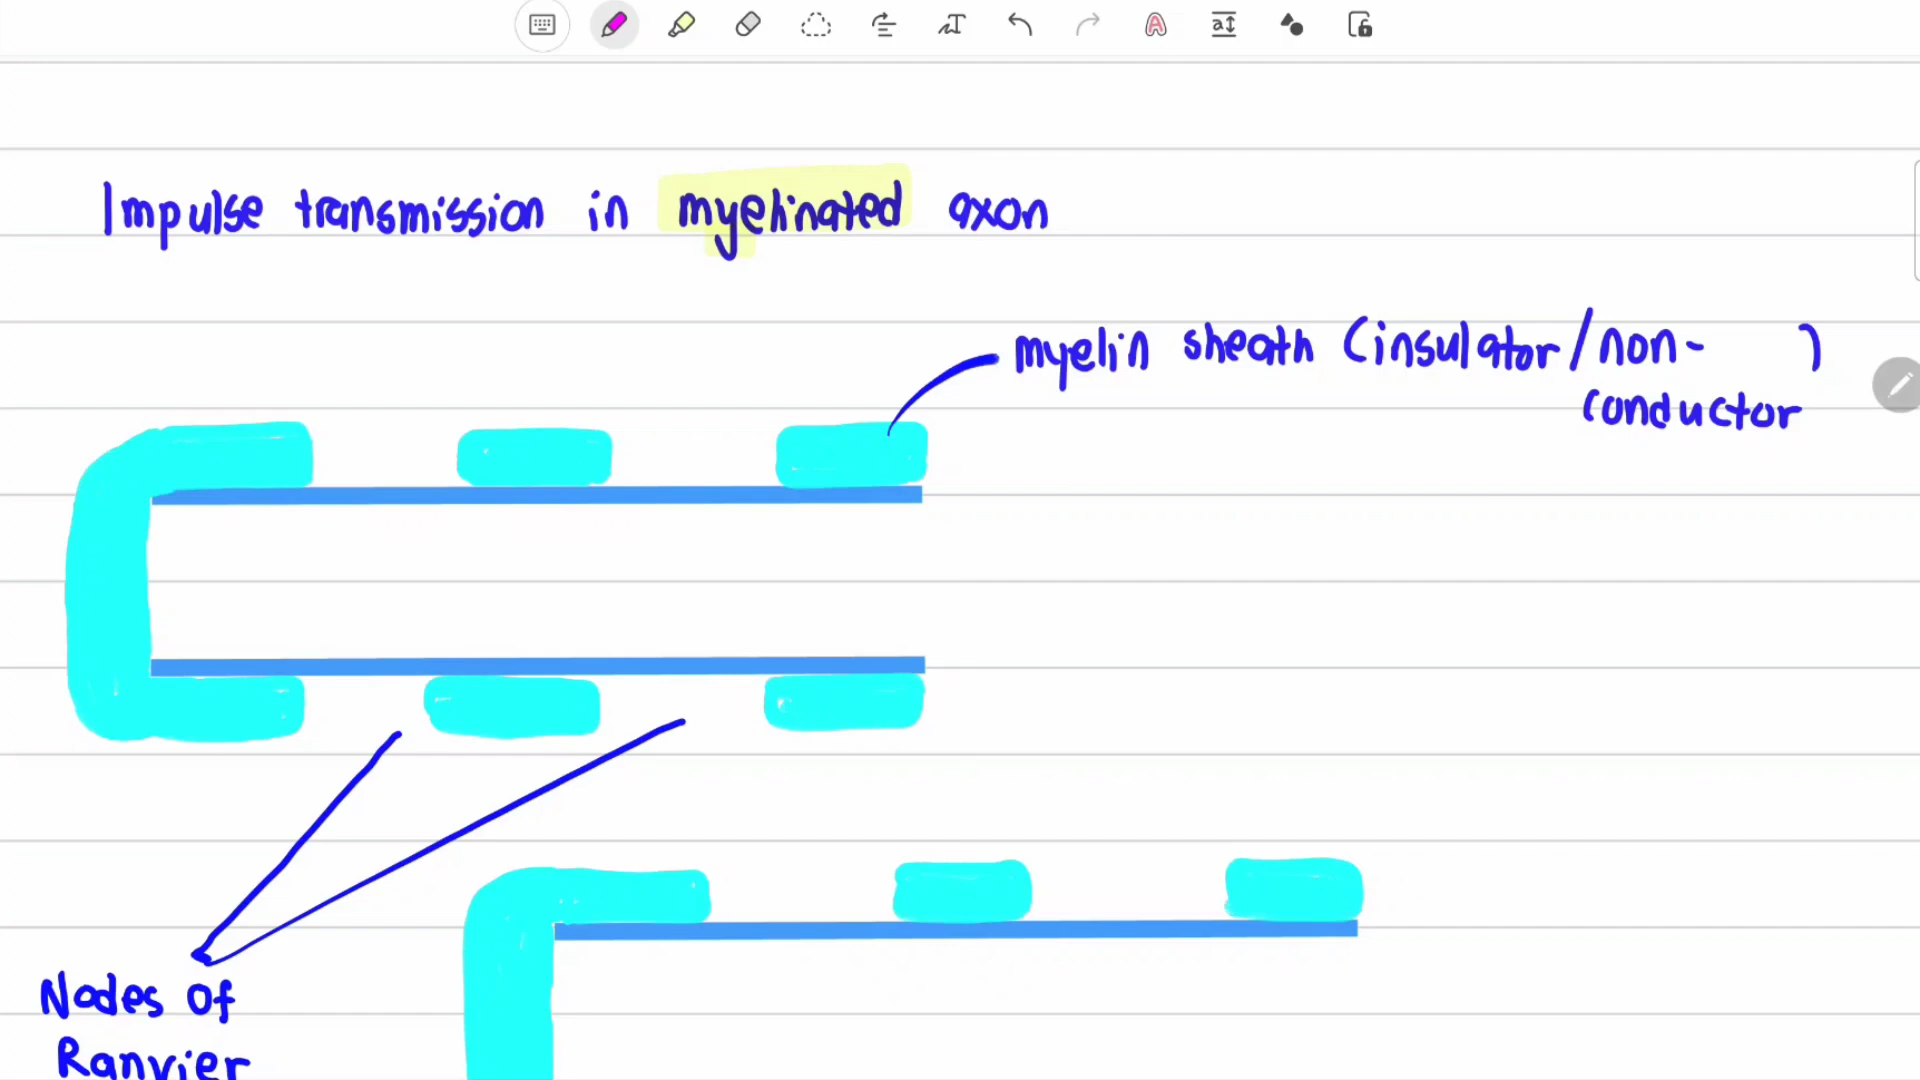 Impulse transmission in myelinated axon
myelin sheath (insulator/non- )
conductor
Nodes of
Ranvier